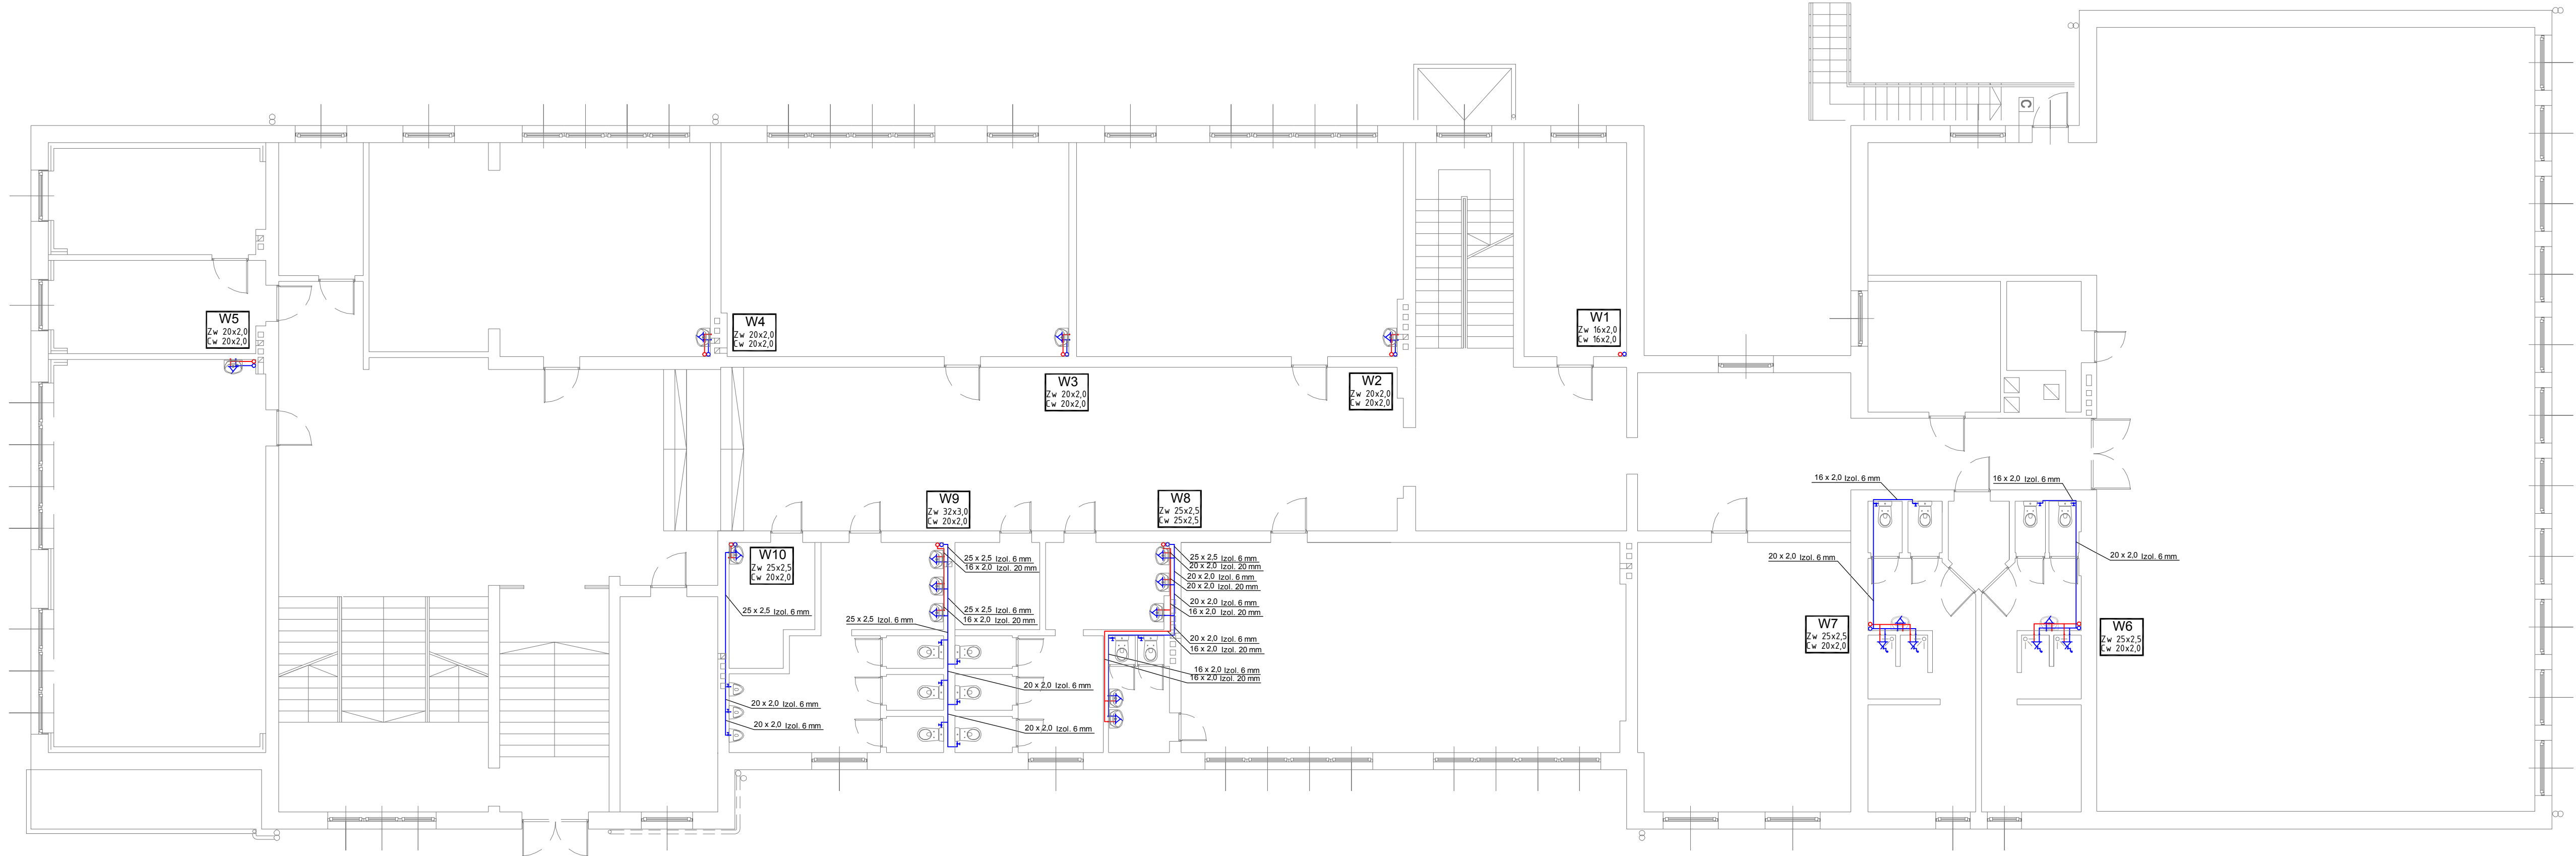 C
W5
Zw 20x2,0
Cw 20x2,0
W4
Zw 20x2,0
Cw 20x2,0
W3
Zw 20x2,0
Cw 20x2,0
W2
Zw 20x2,0
Cw 20x2,0
W1
Zw 16x2,0
Cw 16x2,0
W9
Zw 32x3,0
Cw 20x2,0
W8
Zw 25x2,5
Cw 25x2,5
W10
Zw 25x2,5
Cw 20x2,0
25 x 2,5 Izol. 6 mm
20 x 2,0 Izol. 6 mm
20 x 2,0 Izol. 6 mm
25 x 2,5 Izol. 6 mm
16 x 2,0 Izol. 20 mm
25 x 2,5 Izol. 6 mm
16 x 2,0 Izol. 20 mm
25 x 2,5 Izol. 6 mm
20 x 2,0 Izol. 6 mm
20 x 2,0 Izol. 6 mm
25 x 2,5 Izol. 6 mm
20 x 2,0 Izol. 20 mm
20 x 2,0 Izol. 6 mm
20 x 2,0 Izol. 20 mm
20 x 2,0 Izol. 6 mm
16 x 2,0 Izol. 20 mm
20 x 2,0 Izol. 6 mm
16 x 2,0 Izol. 20 mm
16 x 2,0 Izol. 6 mm
16 x 2,0 Izol. 20 mm
16 x 2,0 Izol. 6 mm
16 x 2,0 Izol. 6 mm
20 x 2,0 Izol. 6 mm
20 x 2,0 Izol. 6 mm
W7
Zw 25x2,5
Cw 20x2,0
W6
Zw 25x2,5
Cw 20x2,0